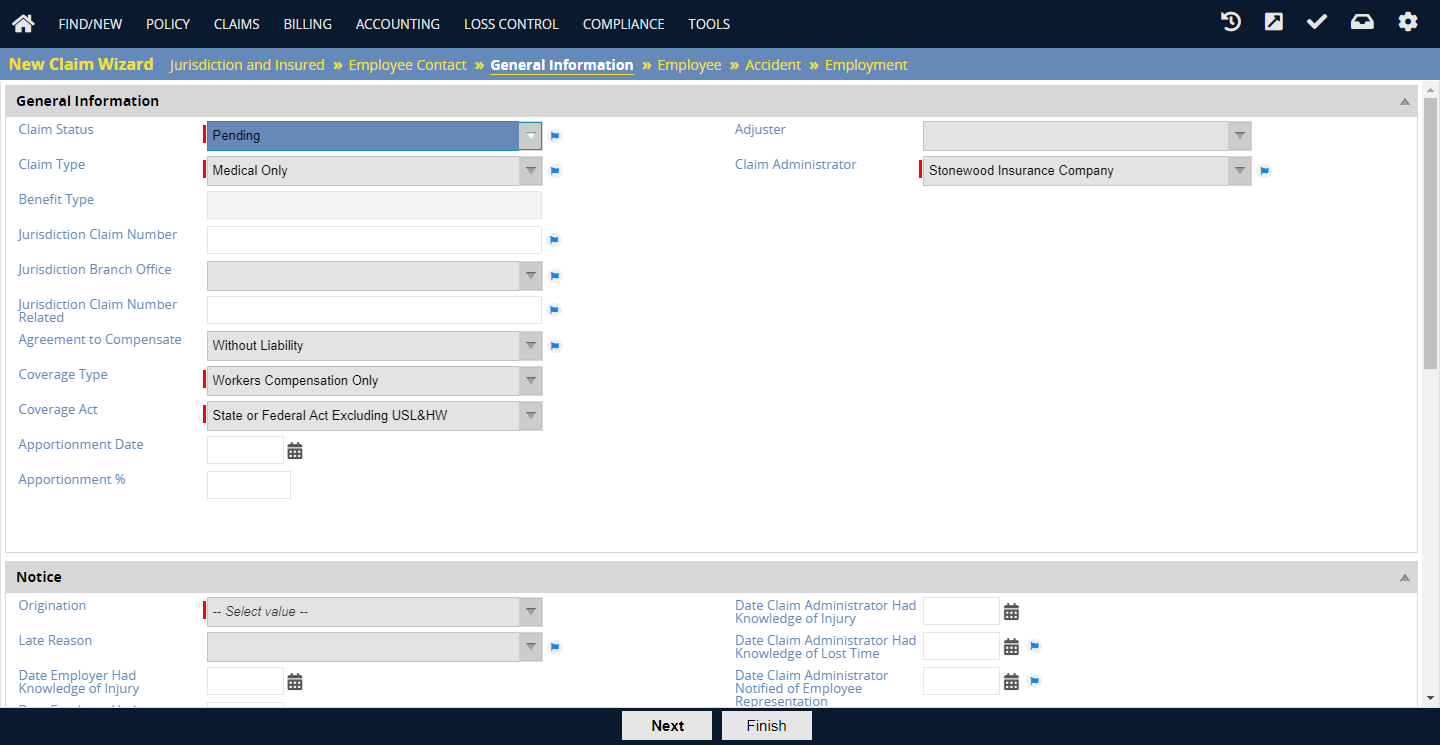 FIND/NEW POLICY CLAIMS BILLING ACCOUNTING LOSS CONTROL COMPLIANCE TOOLS
New Claim Wizard Jurisdiction and Insured » Employee Contact » General Information » Employee » Accident » Employment
General Information
Claim Status Pending
Adjuster
Claim Type Medical Only
Claim Administrator Stonewood Insurance Company
Benefit Type
Jurisdiction Claim Number
Jurisdiction Branch Office
Jurisdiction Claim Number
Related
Agreement to Compensate Without Liability
Coverage Type Workers Compensation Only
Coverage Act State or Federal Act Excluding USL&HW
Apportionment Date
Apportionment %
Notice
Origination -- Select value --
Date Claim Administrator Had
Knowledge of Injury
Late Reason
Date Claim Administrator Had
Knowledge of Lost Time
Date Employer Had
Knowledge of Injury
Date Claim Administrator
Notified of Employee
Representation
Next Finish